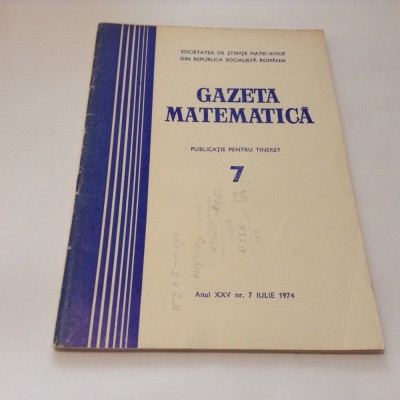 SOCIETATEA DE ȘTIINȚE MATEMATICE
DIN REPUBLICA SOCIALISTĂ ROMÂNIA
GAZETA
MATEMATICĂ
PUBLICAȚIE PENTRU TINERET
7
Anul XXV nr. 7 IULIE 1974